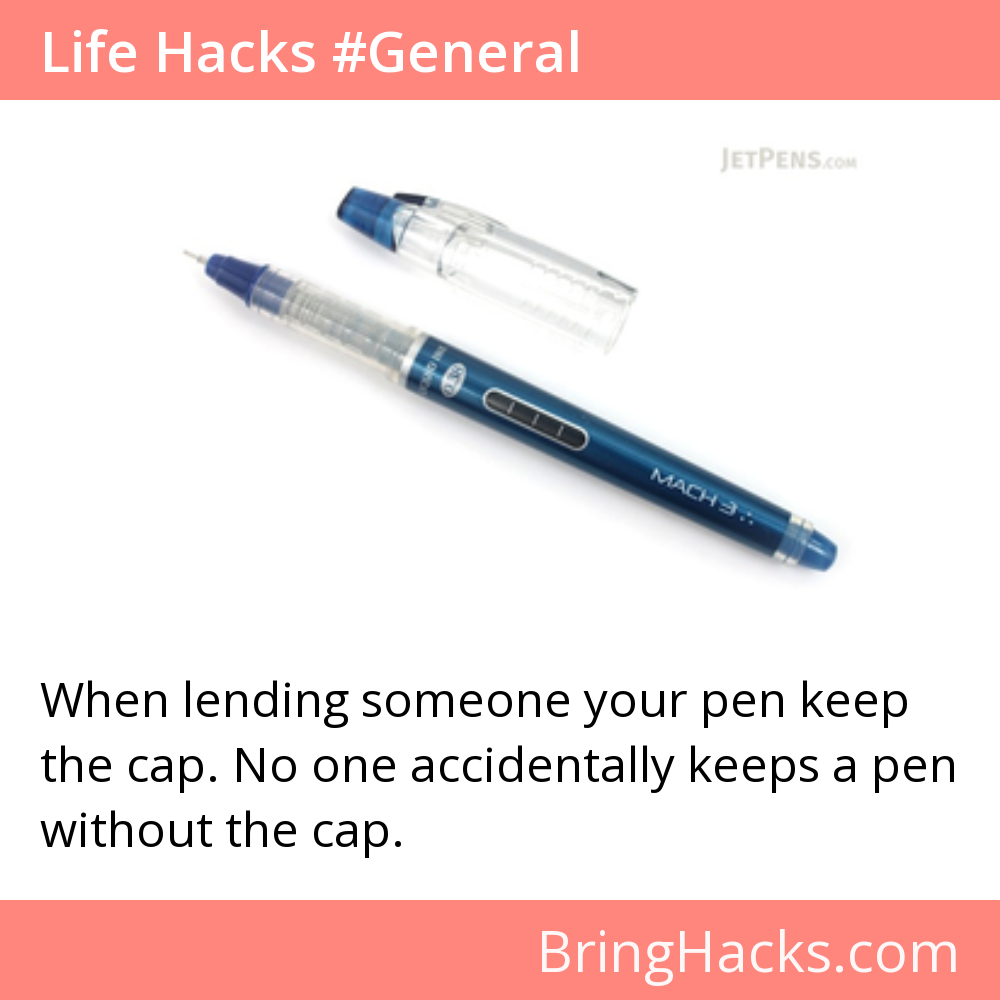 Life Hacks #General
JETPENS.COM
MACH 3
When lending someone your pen keep
the cap. No one accidentally keeps a pen
without the cap.
BringHacks.com